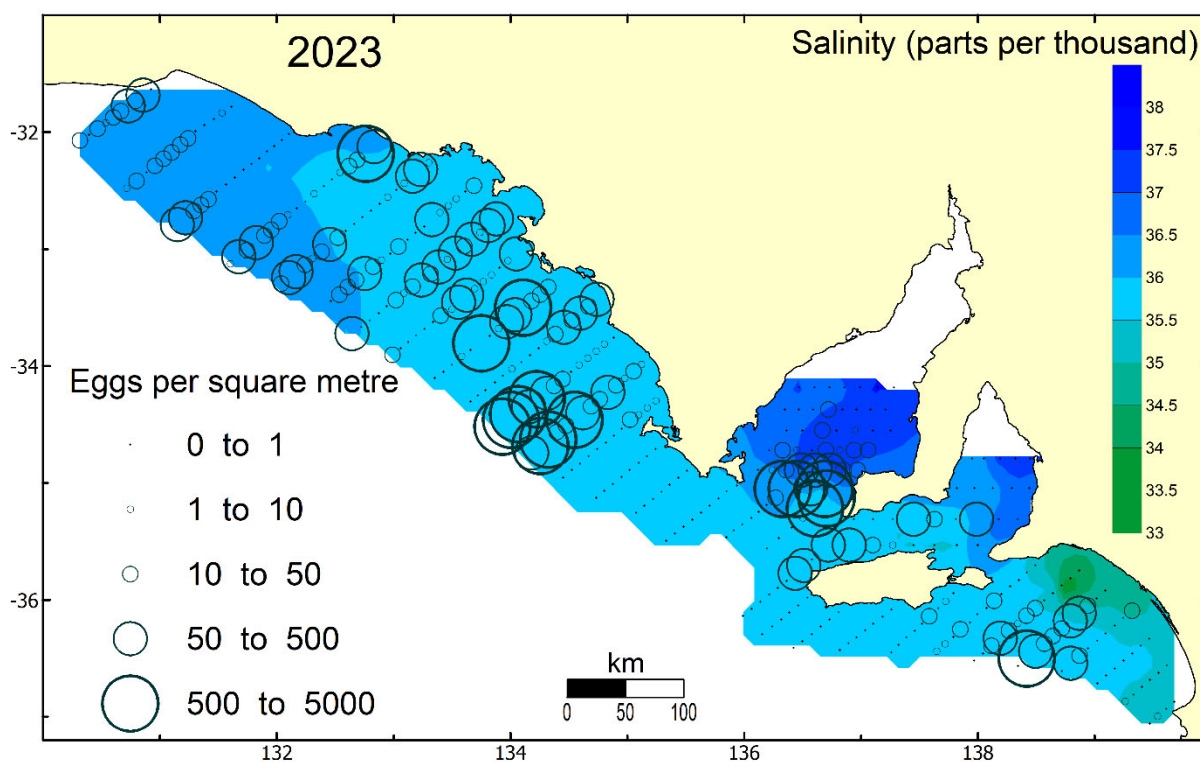 2023
Salinity (parts per thousand)
38
37.5
37
36.5
36
35.5
35
34.5
34
33.5
33
-32
-34
-36
Eggs per square metre
0 to 1
1 to 10
10 to 50
50 to 500
500 to 5000
km
0 50 100
132 134 136 138